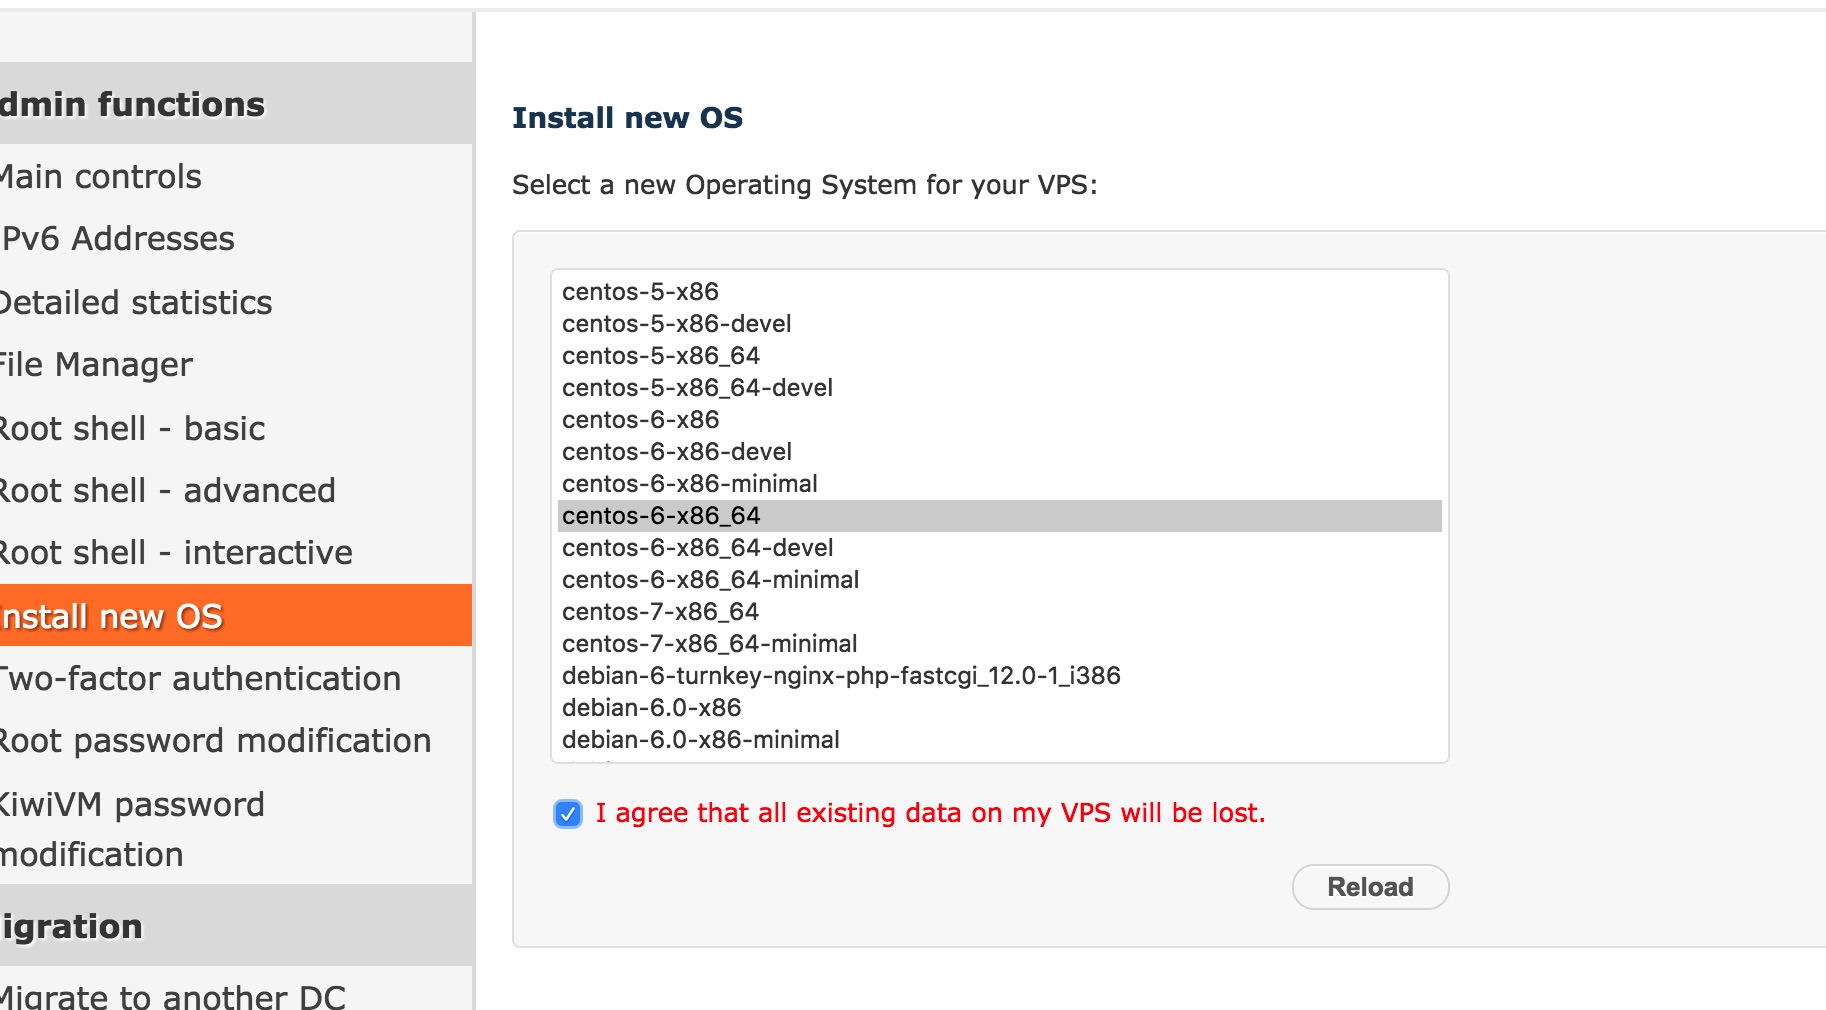 dmin functions
Main controls
IPv6 Addresses
Detailed statistics
File Manager
Root shell - basic
Root shell - advanced
Root shell - interactive
Install new OS
Two-factor authentication
Root password modification
KiwiVM password
modification
igration
Migrate to another DC
Install new OS
Select a new Operating System for your VPS:
centos-5-x86
centos-5-x86-devel
centos-5-x86_64
centos-5-x86_64-devel
centos-6-x86
centos-6-x86-devel
centos-6-x86-minimal
centos-6-x86_64
centos-6-x86_64-devel
centos-6-x86_64-minimal
centos-7-x86_64
centos-7-x86_64-minimal
debian-6-turnkey-nginx-php-fastcgi_12.0-1_i386
debian-6.0-x86
debian-6.0-x86-minimal
I agree that all existing data on my VPS will be lost.
Reload